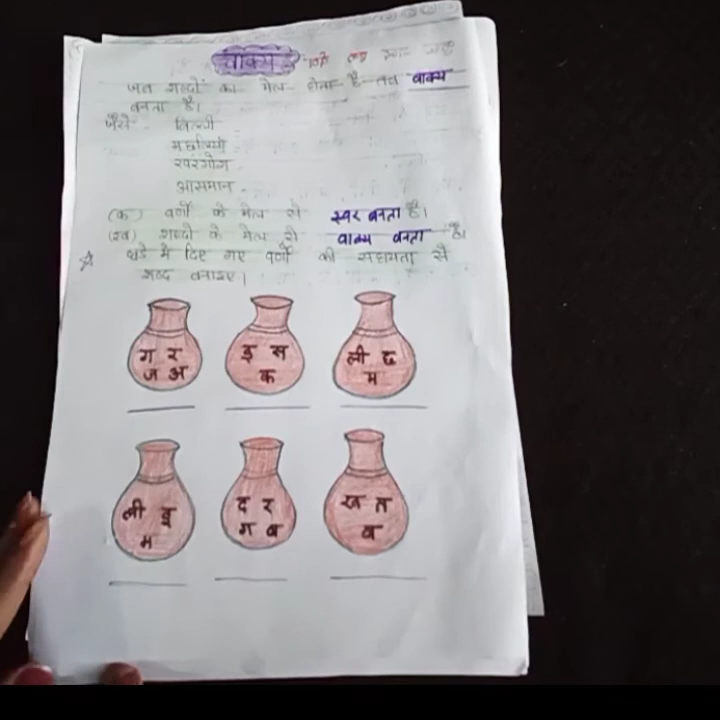 वाक्य
जब शब्दों का मेल होता है तब वाक्य
बनता है।
जैसे बिल्ली
मछली
खरगोश
आसमान
(क) वर्णों के मेल से स्वर बनता है।
(ख) शब्दों के मेल से वाक्य बनता है।
घड़े में दिए गए वर्णों की सहायता से
शब्द बनाइए।
ग र इ स ली छ
ज अ क म
ली इ द र ख त
म ग ब ब